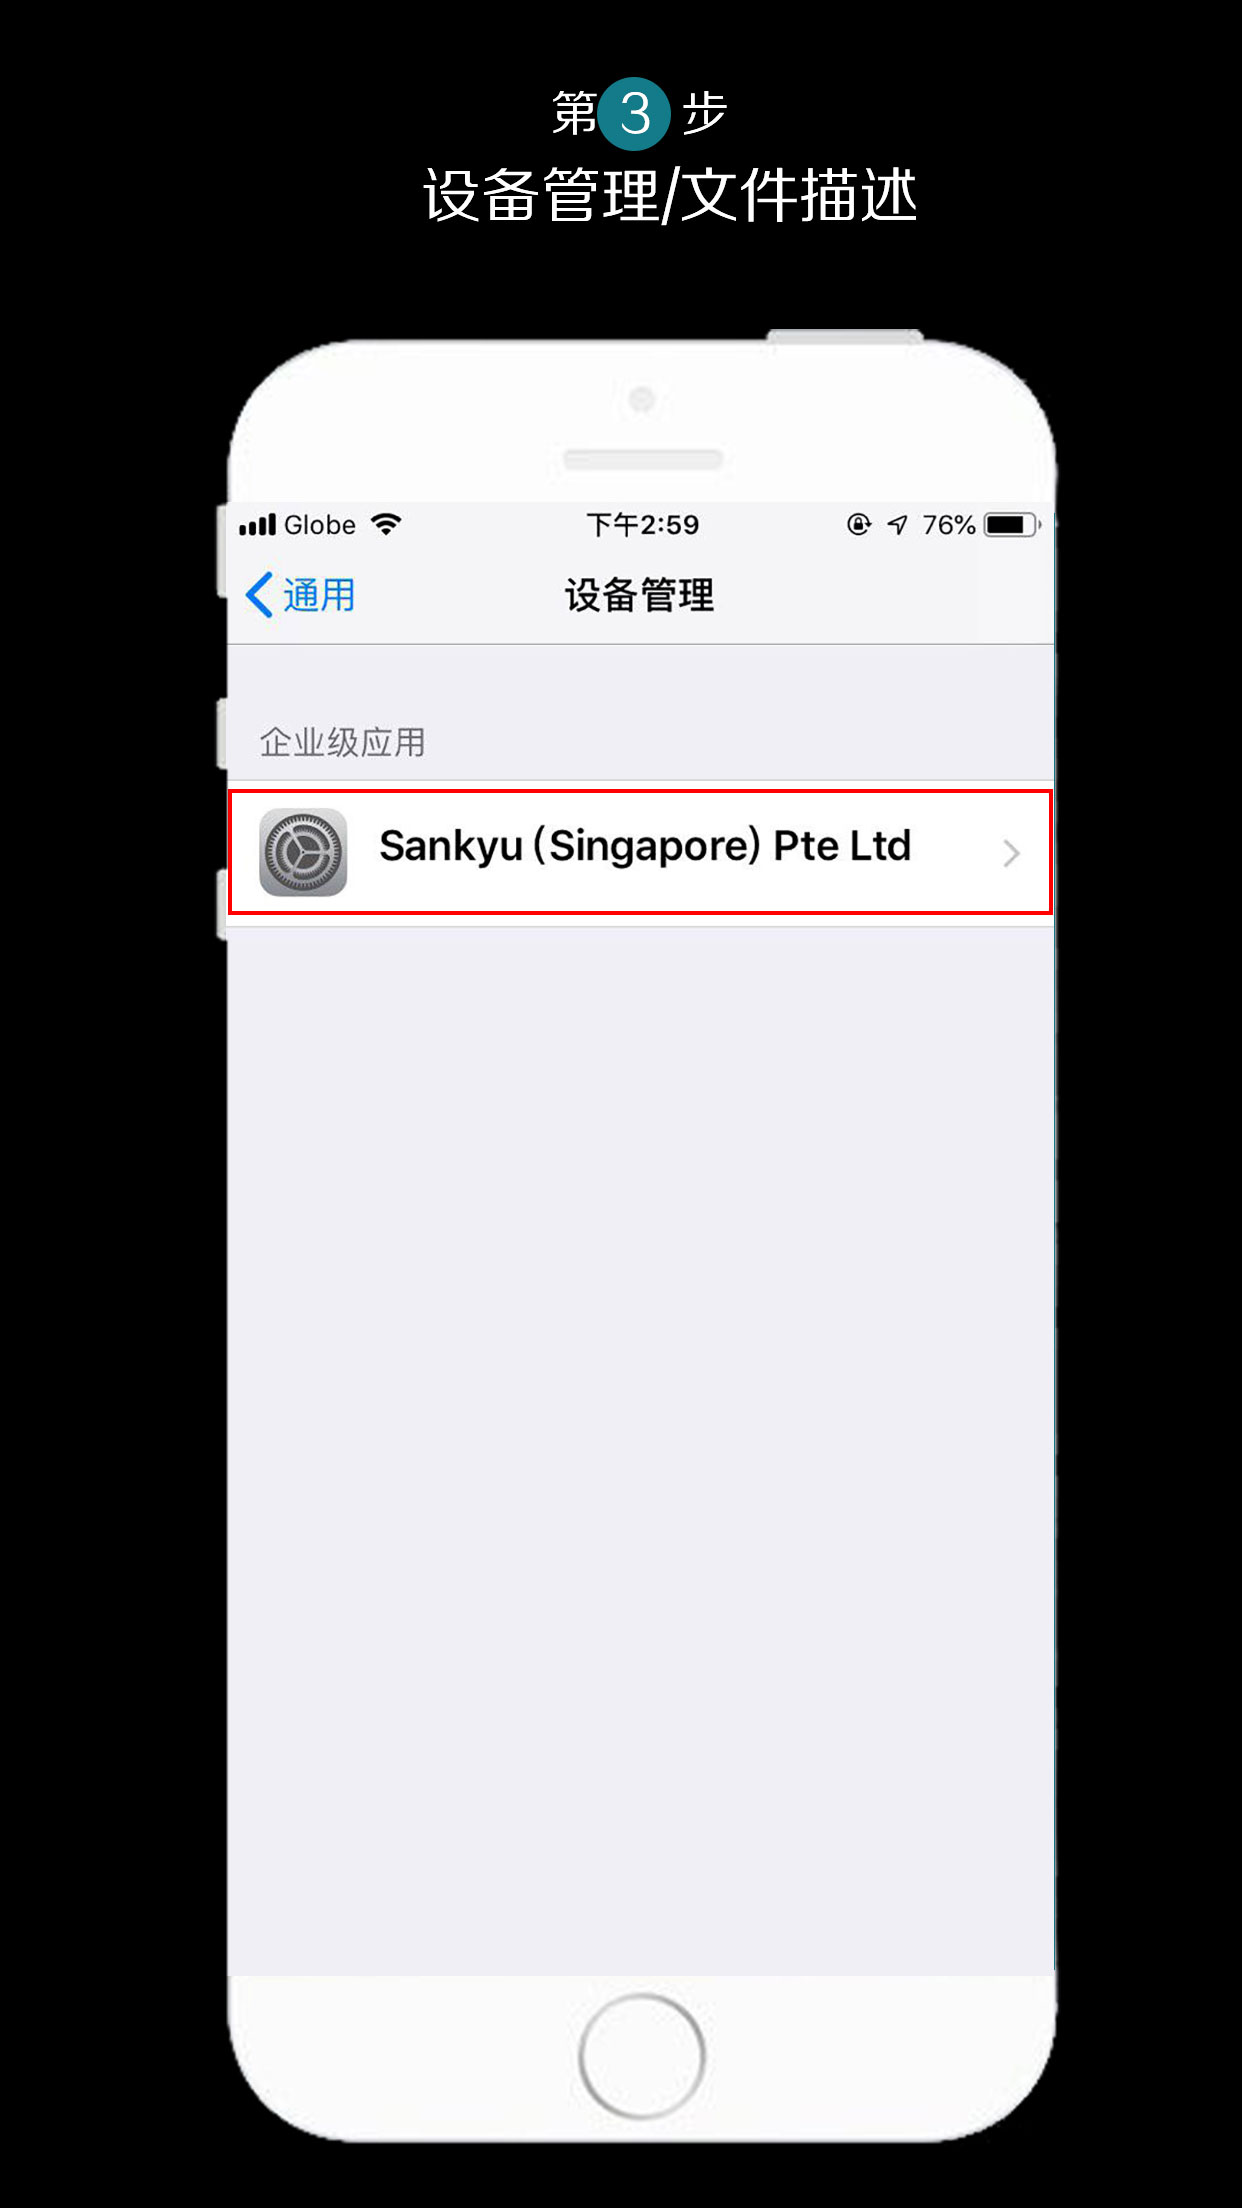 第3步
设备管理/文件描述
Globe 下午2:59 76%
通用 设备管理
企业级应用
Sankyu (Singapore) Pte Ltd